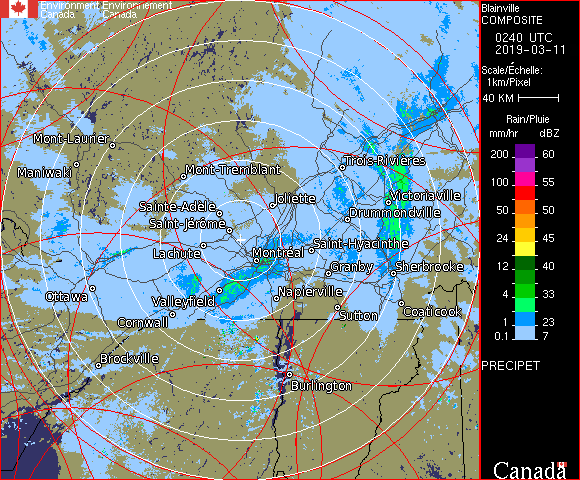 Environment Environnement
Canada Canada
Blainville
COMPOSITE
0240 UTC
2019-03-11
Scale/Échelle:
1km/Pixel
40 KM
Rain/Pluie
mm/hr dBZ
200 60
150 57
100 55
50 50
24 45
12 40
4 33
1 23
0.1 7
PRECIPET
Canada
Mont-Laurier
Maniwaki
Mont-Tremblant
Trois-Rivières
Sainte-Adèle
Joliette
Victoriaville
Saint-Jérôme
Drummondville
Lachute
Montréal
Saint-Hyacinthe
Granby
Sherbrooke
Ottawa
Valleyfield
Napierville
Cornwall
Sutton
Coaticook
Brockville
Burlington